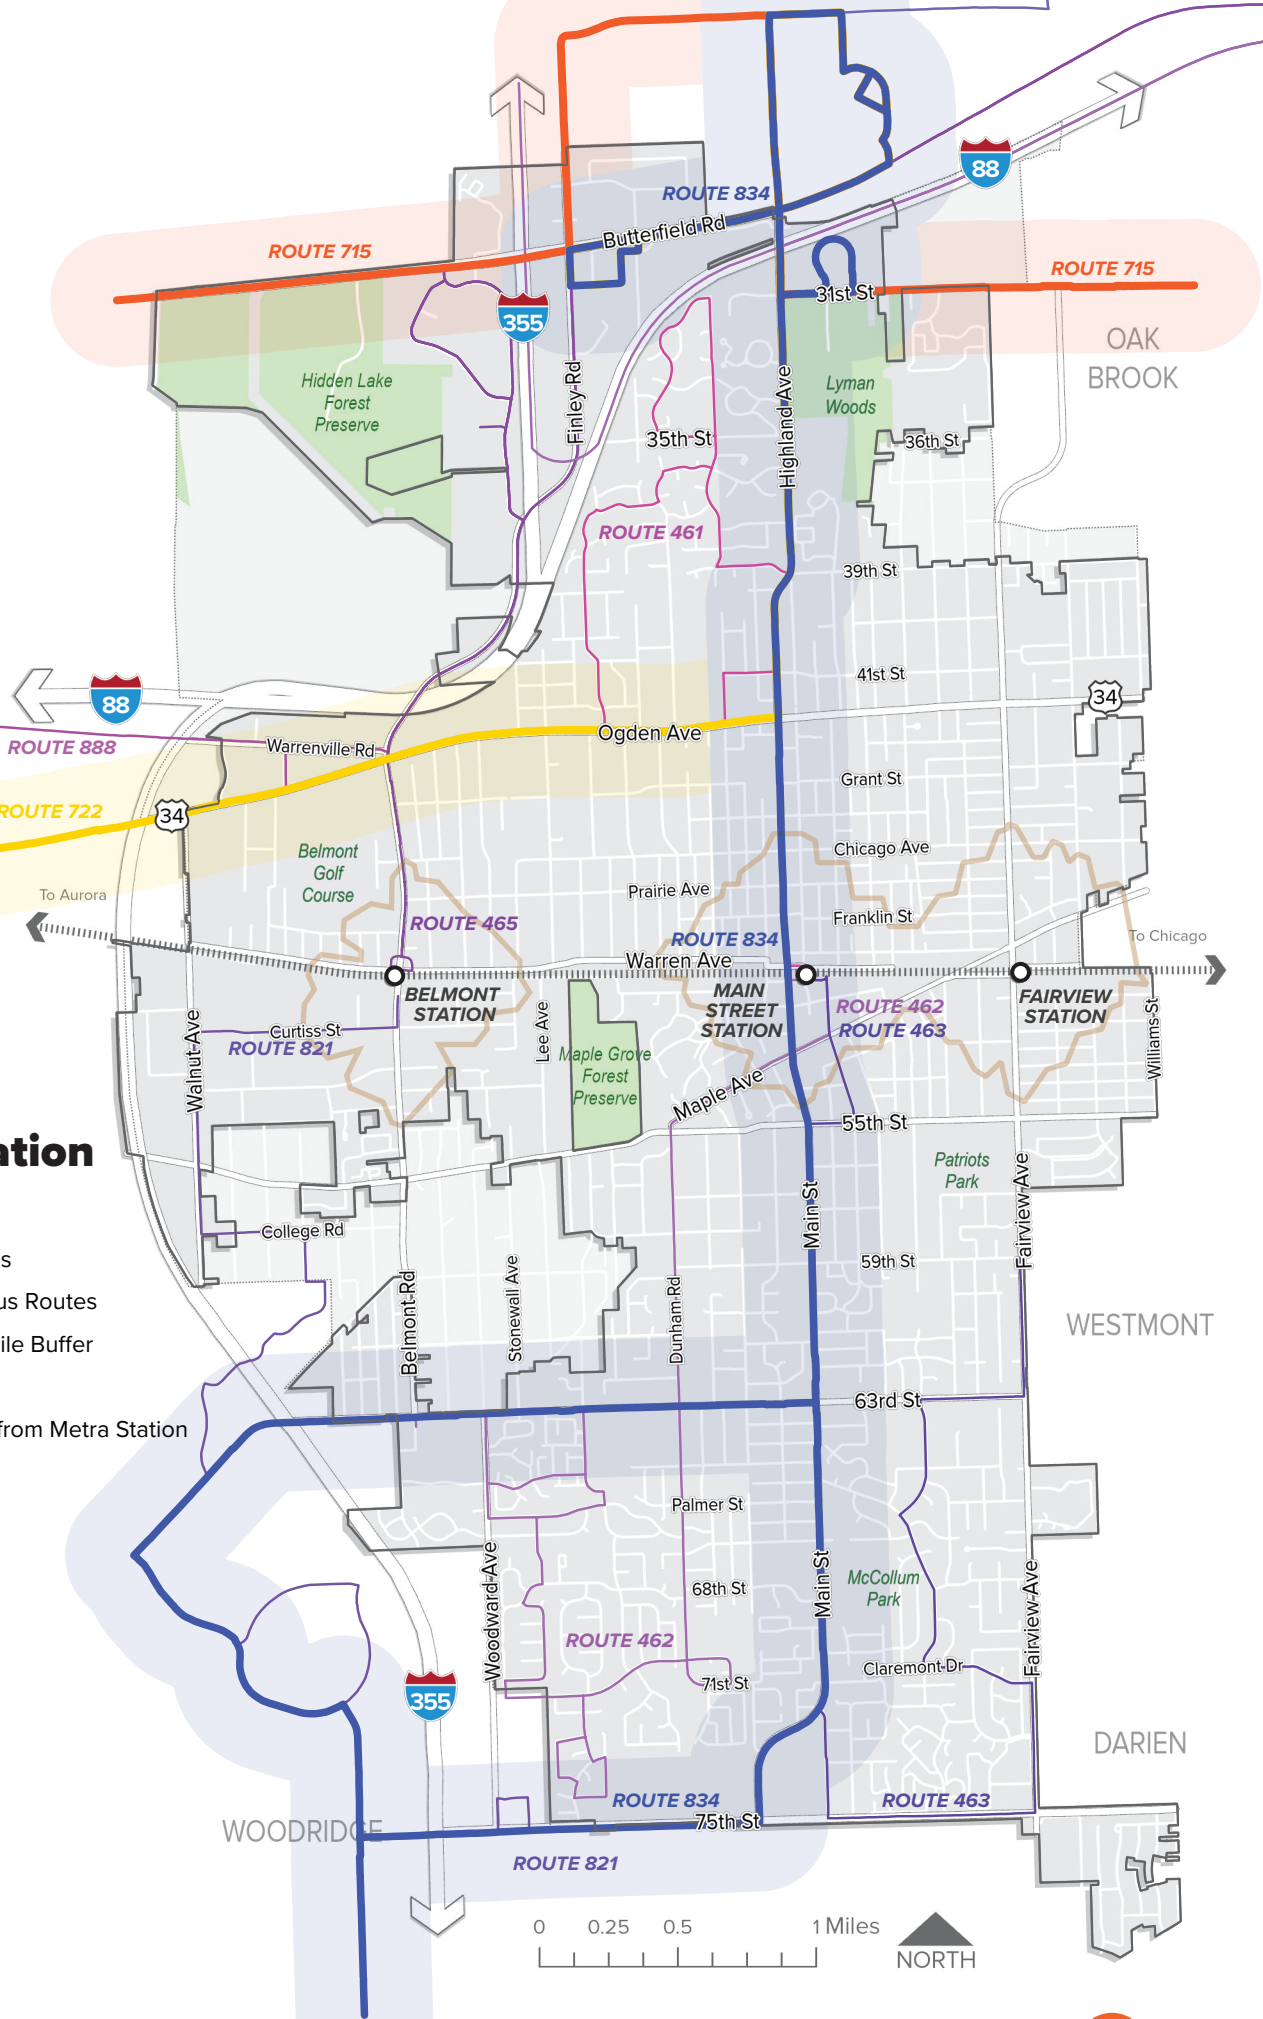 88
ROUTE 834
Butterfield Rd
ROUTE 715
ROUTE 715
31st St
355
OAK
BROOK
Hidden Lake
Forest
Preserve
Finley Rd
Highland Ave
Lyman
Woods
35th St
36th St
ROUTE 461
39th St
41st St
34
88
ROUTE 888
Warrenville Rd
Ogden Ave
Grant St
ROUTE 722
34
Belmont
Golf
Course
Chicago Ave
Prairie Ave
To Aurora
Franklin St
ROUTE 465
ROUTE 834
To Chicago
Warren Ave
BELMONT
STATION
MAIN
STREET
STATION
FAIRVIEW
STATION
ROUTE 462
ROUTE 463
Williams St
Walnut Ave
Curtiss St
ROUTE 821
Lee Ave
Maple Grove
Forest
Preserve
Maple Ave
55th St
ation
Patriots
Park
Main St
Fairview Ave
College Rd
s
59th St
us Routes
Belmont Rd
Stonewall Ave
Dunham Rd
WESTMONT
ile Buffer
63rd St
from Metra Station
Palmer St
Woodward Ave
Main St
68th St
McCollum
Park
Fairview Ave
ROUTE 462
Claremont Dr
71st St
355
DARIEN
ROUTE 834
ROUTE 463
75th St
WOODRIDGE
ROUTE 821
0 0.25 0.5 1 Miles
NORTH